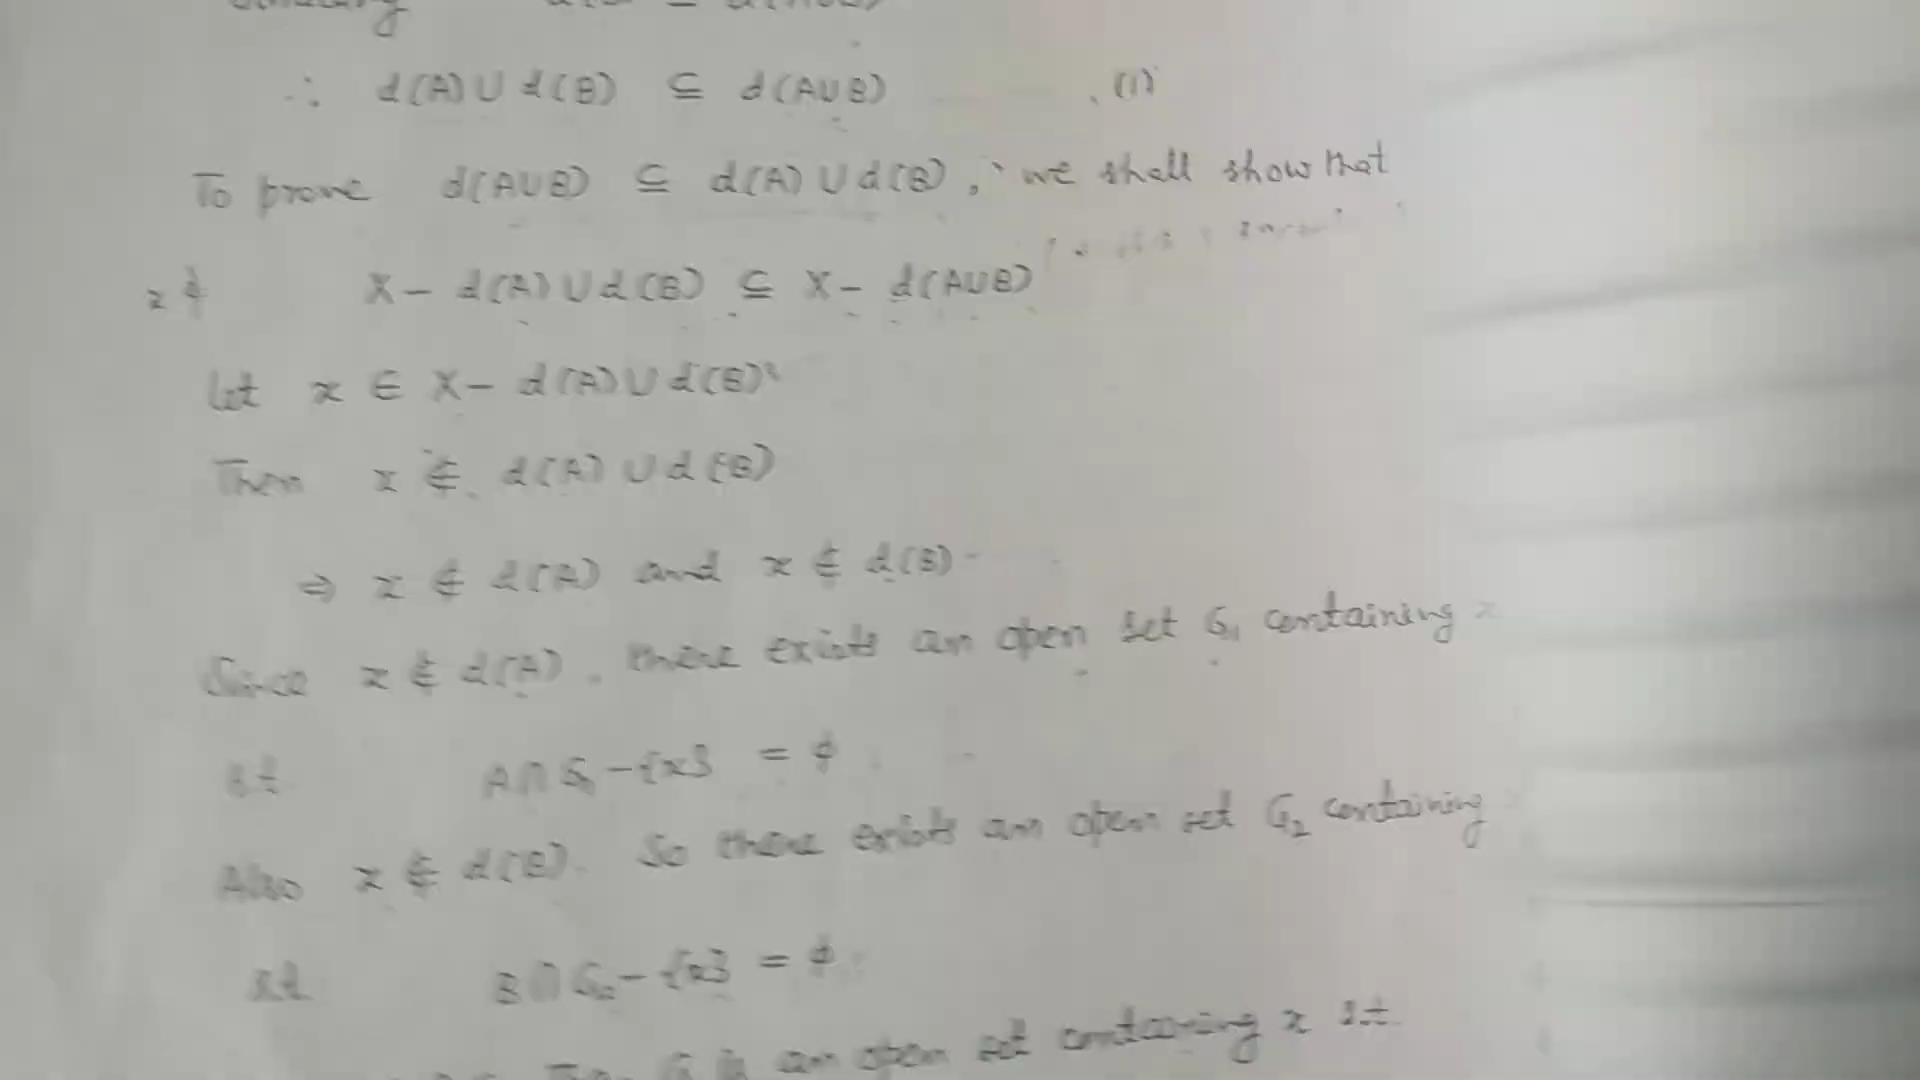 ∴ d(A) ∪ d(B) ⊆ d(A∪B) (1)
To prove d(A∪B) ⊆ d(A) ∪ d(B), we shall show that
x ∉ X − d(A) ∪ d(B) ⊆ X − d(A∪B)
Let x ∈ X − d(A) ∪ d(B)
Then x ∉ d(A) ∪ d(B)
⇒ x ∉ d(A) and x ∉ d(B)
Since x ∉ d(A), there exists an open set G₁ containing x
s.t. A ∩ G₁ − {x} = ϕ
Also x ∉ d(B). So there exists an open set G₂ containing
s.t. B ∩ G₂ − {x} = ϕ
G is an open set containing x s.t.